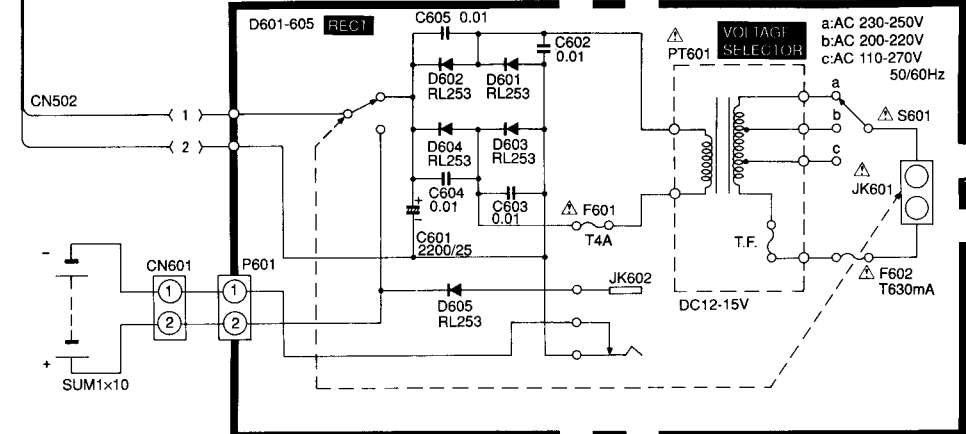 D601-605 RECT
C605 0.01
C602
0.01
VOLTAGE
SELECTOR
a:AC 230-250V
b:AC 200-220V
c:AC 110-270V
50/60Hz
PT601
D602
RL253
D601
RL253
CN502
1
2
a
b
c
S601
D604
RL253
D603
RL253
C604
0.01
C603
0.01
+
−
C601
2200/25
F601
T4A
JK601
T.F.
F602
T630mA
DC12-15V
−
+
SUM1×10
CN601
1
2
P601
1
2
D605
RL253
JK602